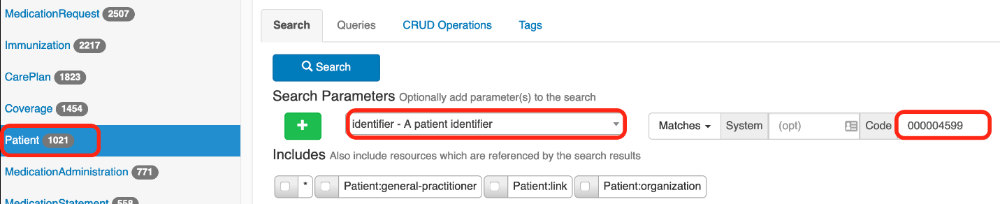 MedicationRequest 2507
Immunization 2217
CarePlan 1823
Coverage 1454
Patient 1021
MedicationAdministration 771
MedicationStatement 558
Search Queries CRUD Operations Tags
Search
Search Parameters Optionally add parameter(s) to the search
+ identifier - A patient identifier Matches System (opt) Code 000004599
Includes Also include resources which are referenced by the search results
* Patient:general-practitioner Patient:link Patient:organization